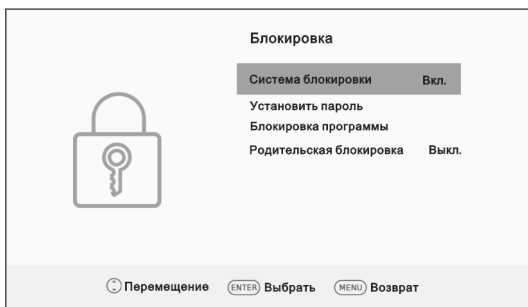 Блокировка
Система блокировки Вкл.
Установить пароль
Блокировка программы
Родительская блокировка Выкл.
Перемещение ENTER Выбрать MENU Возврат